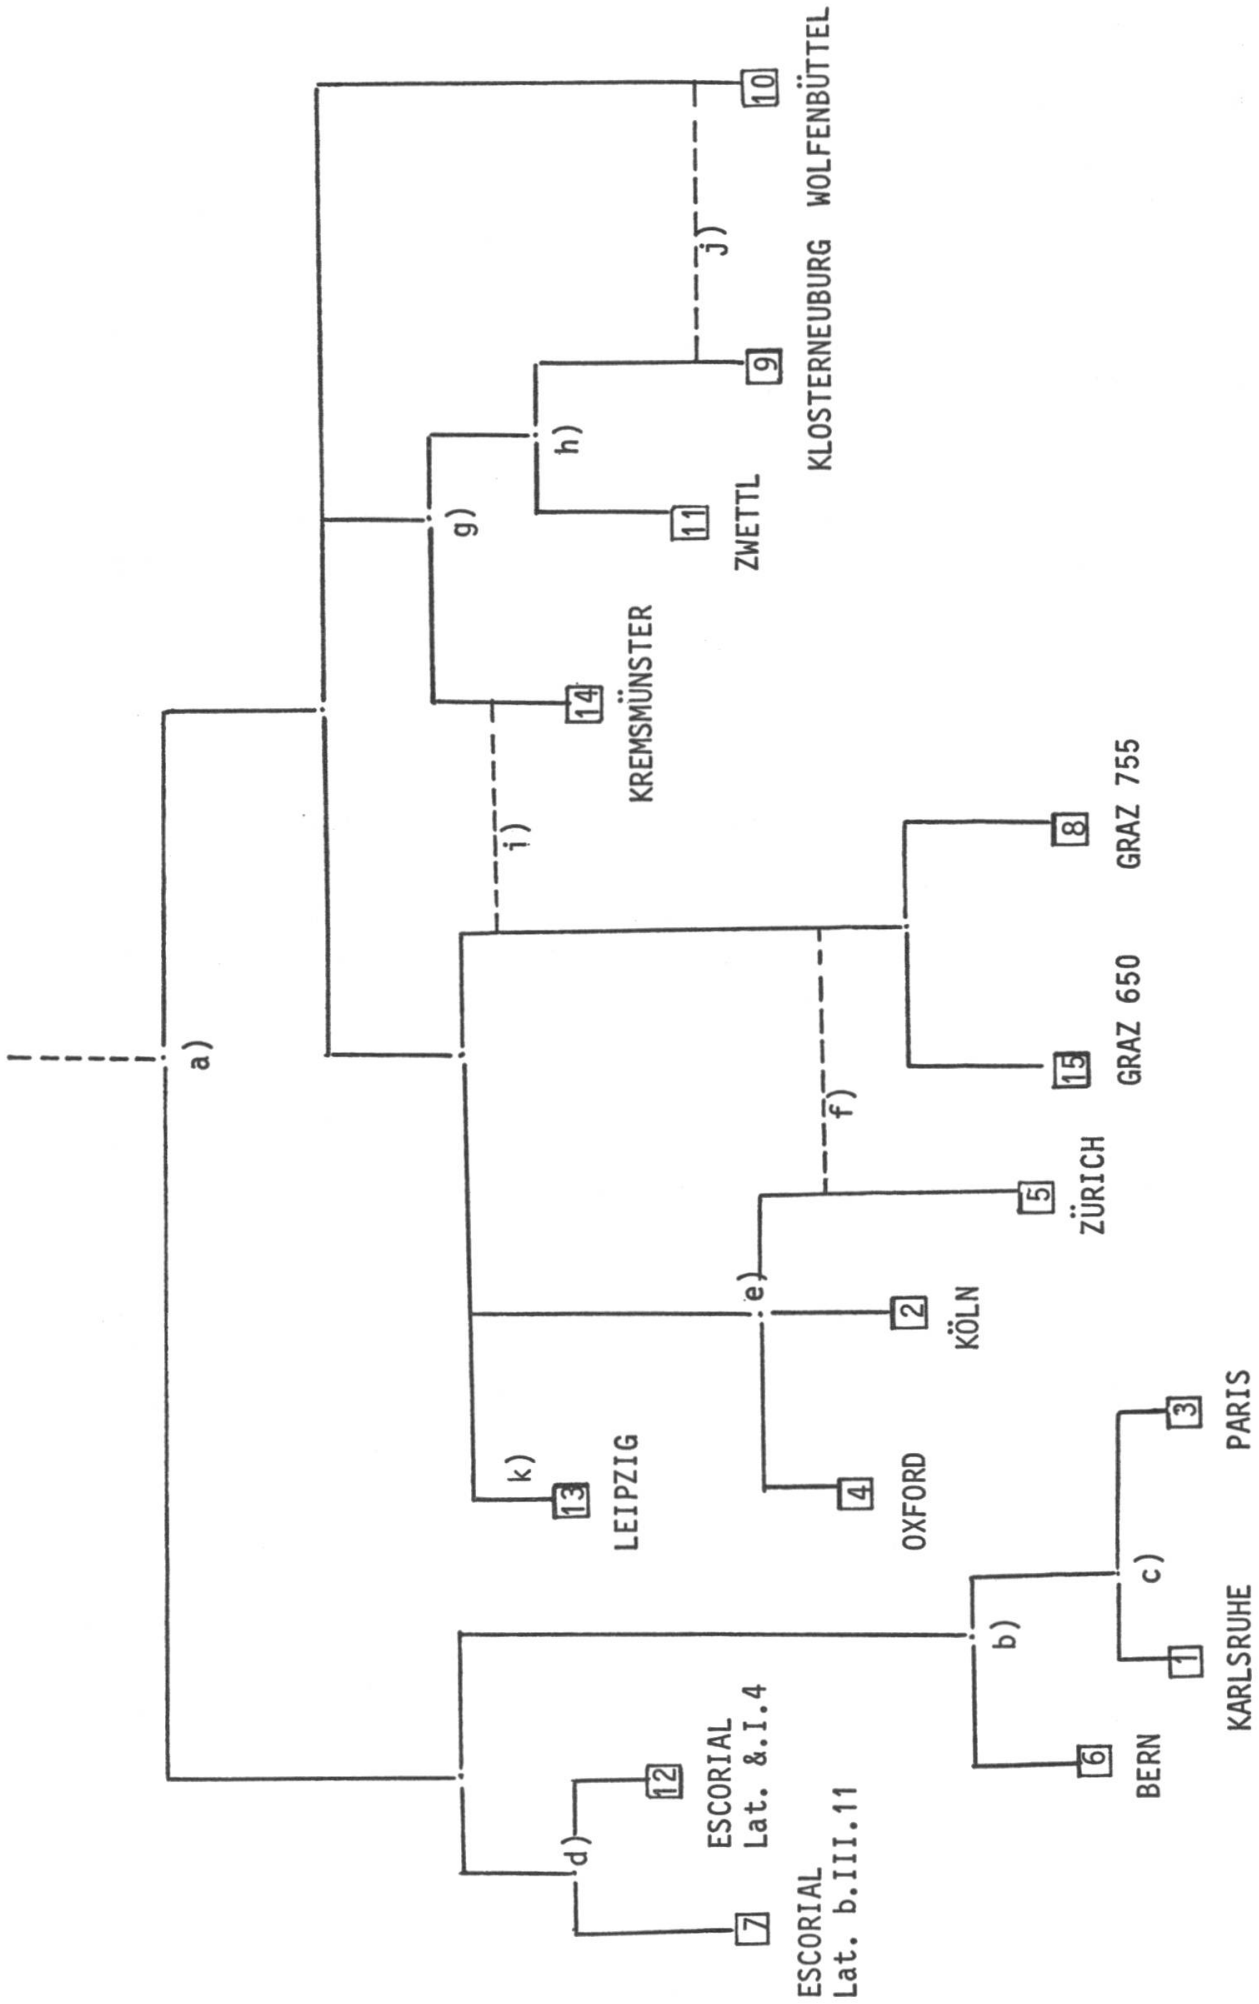 a)
g)
h)
j)
i)
f)
k)
e)
d)
b)
c)
7
ESCORIAL
Lat. b.III.11
12
ESCORIAL
Lat. &.I.4
6
BERN
1
KARLSRUHE
3
PARIS
13
LEIPZIG
4
OXFORD
2
KÖLN
5
ZÜRICH
15
GRAZ 650
8
GRAZ 755
14
KREMSMÜNSTER
11
ZWETTL
9
KLOSTERNEUBURG
10
WOLFENBÜTTEL